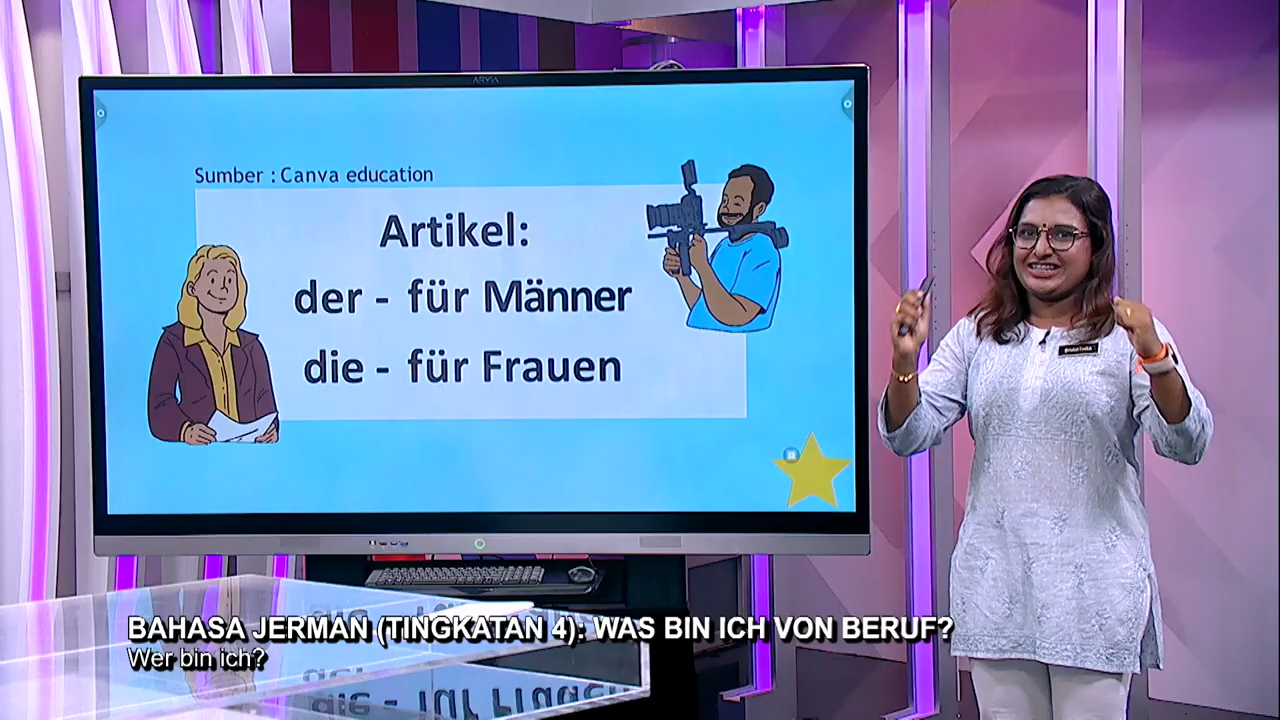 Sumber : Canva education
Artikel:
der - für Männer
die - für Frauen
BAHASA JERMAN (TINGKATAN 4): WAS BIN ICH VON BERUF?
Wer bin ich?